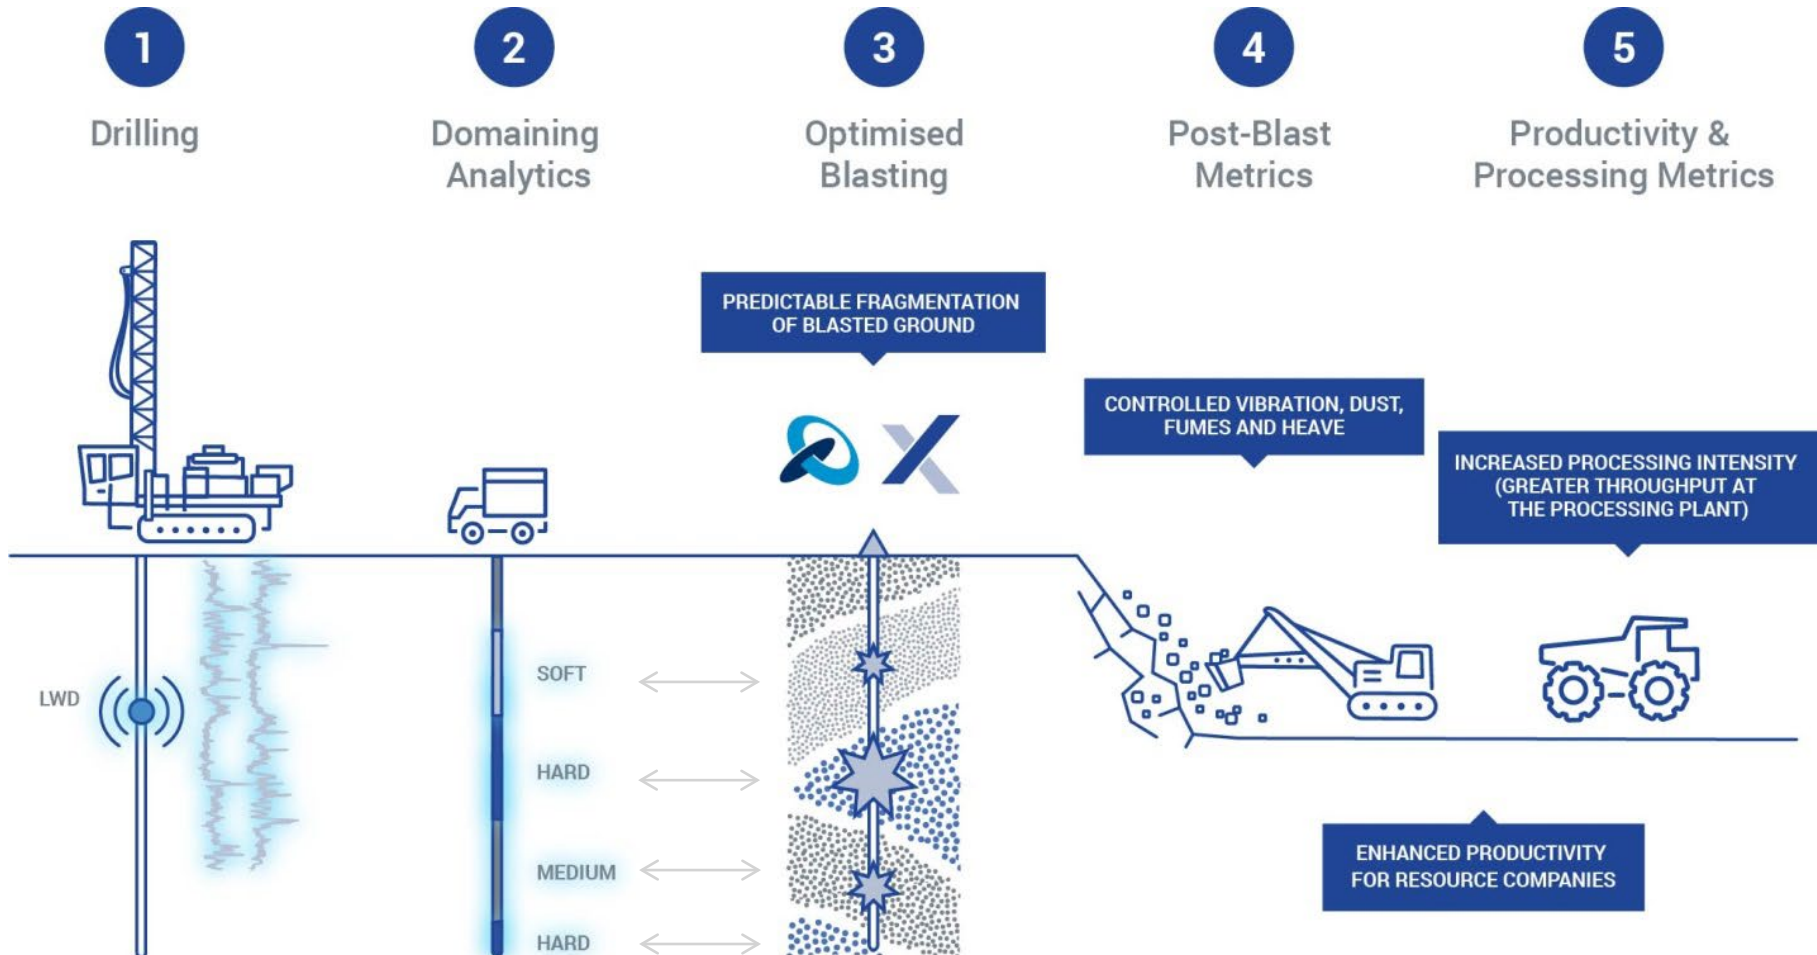 1
Drilling
2
Domaining
Analytics
3
Optimised
Blasting
4
Post-Blast
Metrics
5
Productivity &
Processing Metrics
PREDICTABLE FRAGMENTATION
OF BLASTED GROUND
CONTROLLED VIBRATION, DUST,
FUMES AND HEAVE
INCREASED PROCESSING INTENSITY
(GREATER THROUGHPUT AT
THE PROCESSING PLANT)
LWD
SOFT
HARD
MEDIUM
HARD
ENHANCED PRODUCTIVITY
FOR RESOURCE COMPANIES